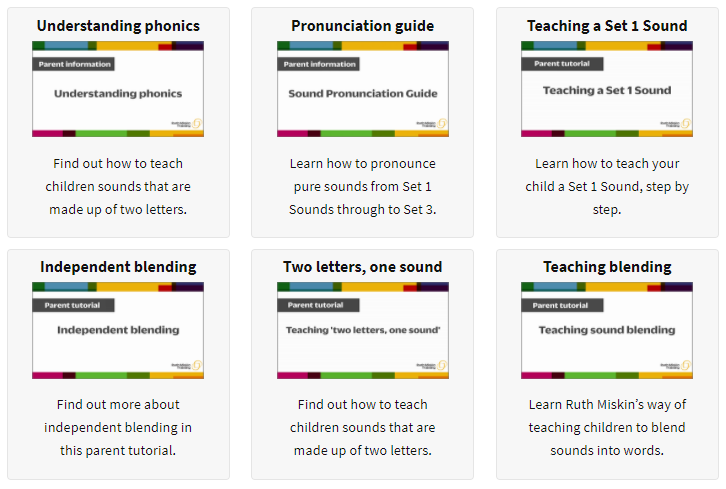 Understanding phonics
Parent information
Understanding phonics
Find out how to teach
children sounds that are
made up of two letters.
Pronunciation guide
Parent information
Sound Pronunciation Guide
Learn how to pronounce
pure sounds from Set 1
Sounds through to Set 3.
Teaching a Set 1 Sound
Parent tutorial
Teaching a Set 1 Sound
Learn how to teach your
child a Set 1 Sound, step by
step.
Independent blending
Parent tutorial
Independent blending
Find out more about
independent blending in
this parent tutorial.
Two letters, one sound
Parent tutorial
Teaching 'two letters, one sound'
Find out how to teach
children sounds that are
made up of two letters.
Teaching blending
Parent tutorial
Teaching sound blending
Learn Ruth Miskin’s way of
teaching children to blend
sounds into words.